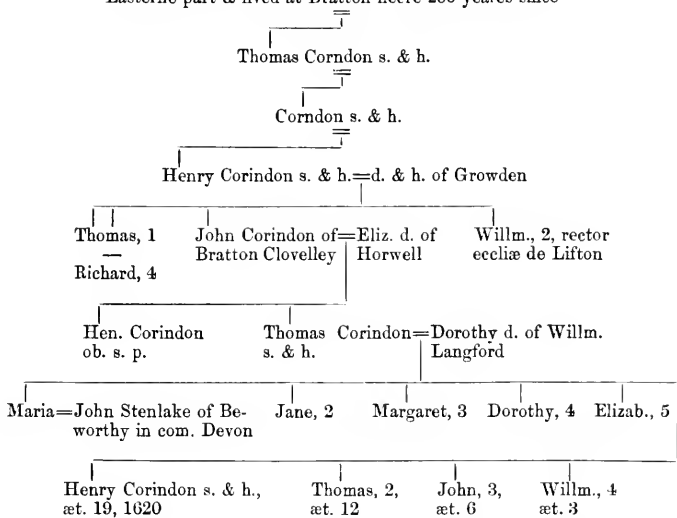 Easterne part & lived at Bratton neere 200 yeares since
Thomas Corndon s. & h.
Corndon s. & h.
Henry Corindon s. & h.=d. & h. of Growden
Thomas, 1
—
Richard, 4
John Corindon of=Eliz. d. of
Bratton Clovelley Horwell
Willm., 2, rector
eccliæ de Lifton
Hen. Corindon
ob. s. p.
Thomas Corindon=Dorothy d. of Willm.
s. & h. Langford
Maria=John Stenlake of Be-
worthy in com. Devon
Jane, 2
Margaret, 3
Dorothy, 4
Elizab., 5
Henry Corindon s. & h.,
æt. 19, 1620
Thomas, 2,
æt. 12
John, 3,
æt. 6
Willm., 4
æt. 3